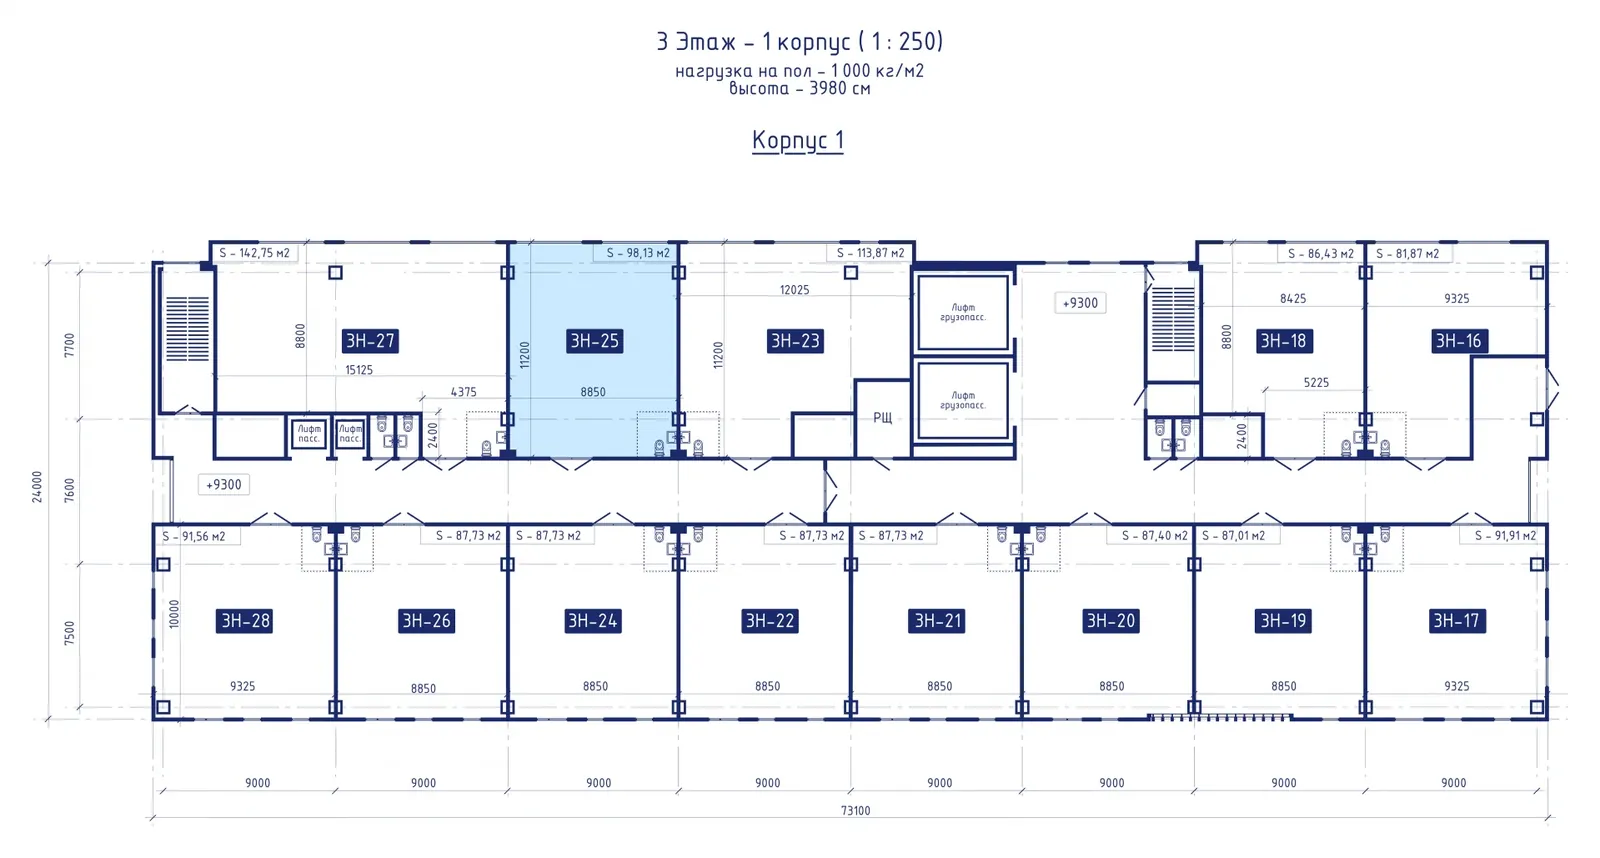 3 Этаж – 1 корпус ( 1 : 250)
нагрузка на пол – 1 000 кг/м2
высота – 3980 см
Корпус 1
S – 142,75 м2
S – 98,13 м2
S – 113,87 м2
S – 86,43 м2
S – 81,87 м2
12025
+9300
8425
9325
Лифт
грузопасс.
7700
8800
3Н-27
3Н-25
11200
3Н-23
11200
8800
3Н-18
3Н-16
15125
4375
8850
5225
Лифт
грузопасс.
РЩ
Лифт
пасс.
Лифт
пасс.
2400
2400
24000
7600
+9300
S – 91,56 м2
S – 87,73 м2
S – 87,73 м2
S – 87,73 м2
S – 87,73 м2
S – 87,40 м2
S – 87,01 м2
S – 91,91 м2
7500
10000
3Н-28
3Н-26
3Н-24
3Н-22
3Н-21
3Н-20
3Н-19
3Н-17
9325
8850
8850
8850
8850
8850
8850
9325
9000
9000
9000
9000
9000
9000
9000
9000
73100